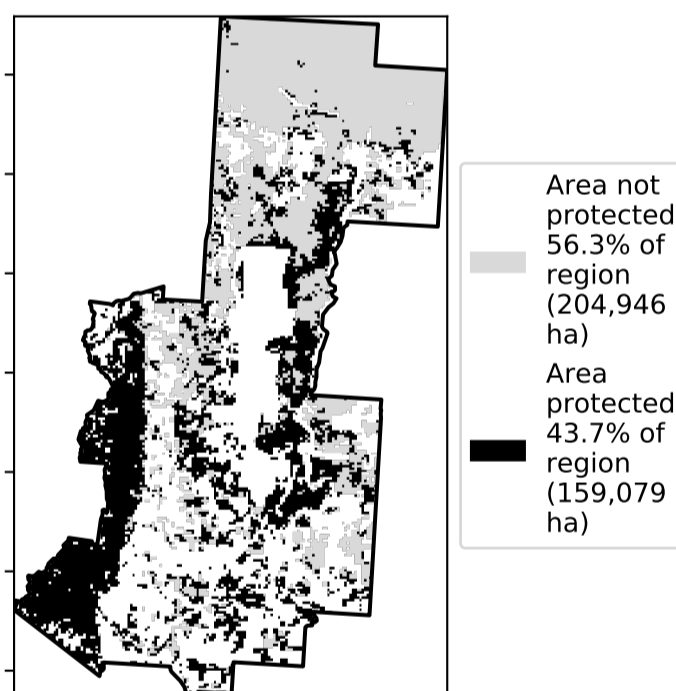 Area not
protected
56.3% of
region
(204,946
ha)
Area
protected
43.7% of
region
(159,079
ha)